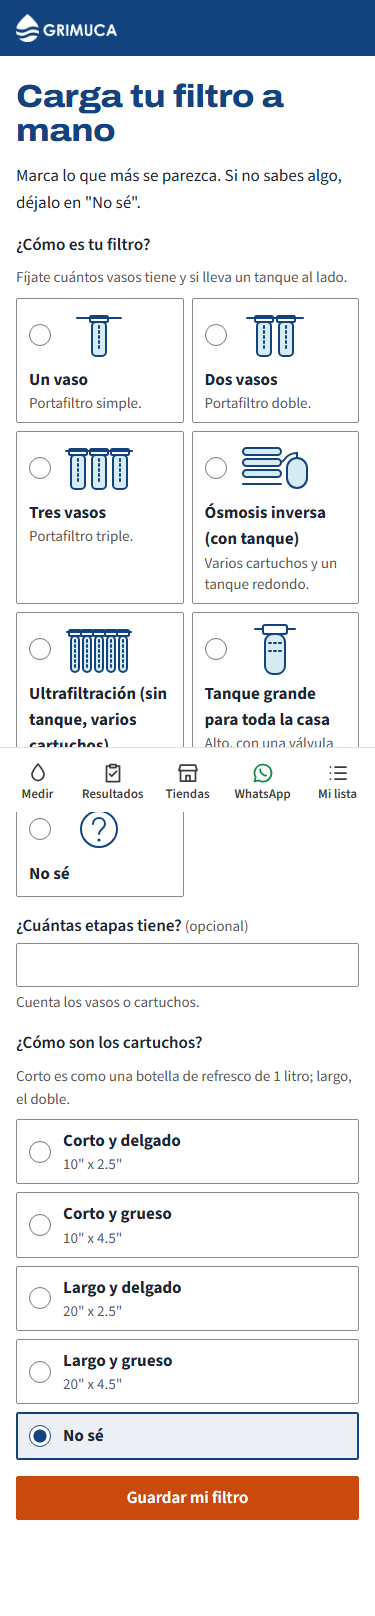 GRIMUCA
Carga tu filtro a
mano
Marca lo que más se parezca. Si no sabes algo,
déjalo en "No sé".
¿Cómo es tu filtro?
Fíjate cuántos vasos tiene y si lleva un tanque al lado.
Un vaso
Portafiltro simple.
Dos vasos
Portafiltro doble.
Tres vasos
Portafiltro triple.
Ósmosis inversa
(con tanque)
Varios cartuchos y un
tanque redondo.
Ultrafiltración (sin
tanque, varios
cartuchos)
Tanque grande
para toda la casa
Alto, con una válvula
Medir
Resultados
Tiendas
WhatsApp
Mi lista
No sé
¿Cuántas etapas tiene? (opcional)
Cuenta los vasos o cartuchos.
¿Cómo son los cartuchos?
Corto es como una botella de refresco de 1 litro; largo,
el doble.
Corto y delgado
10" x 2.5"
Corto y grueso
10" x 4.5"
Largo y delgado
20" x 2.5"
Largo y grueso
20" x 4.5"
No sé
Guardar mi filtro